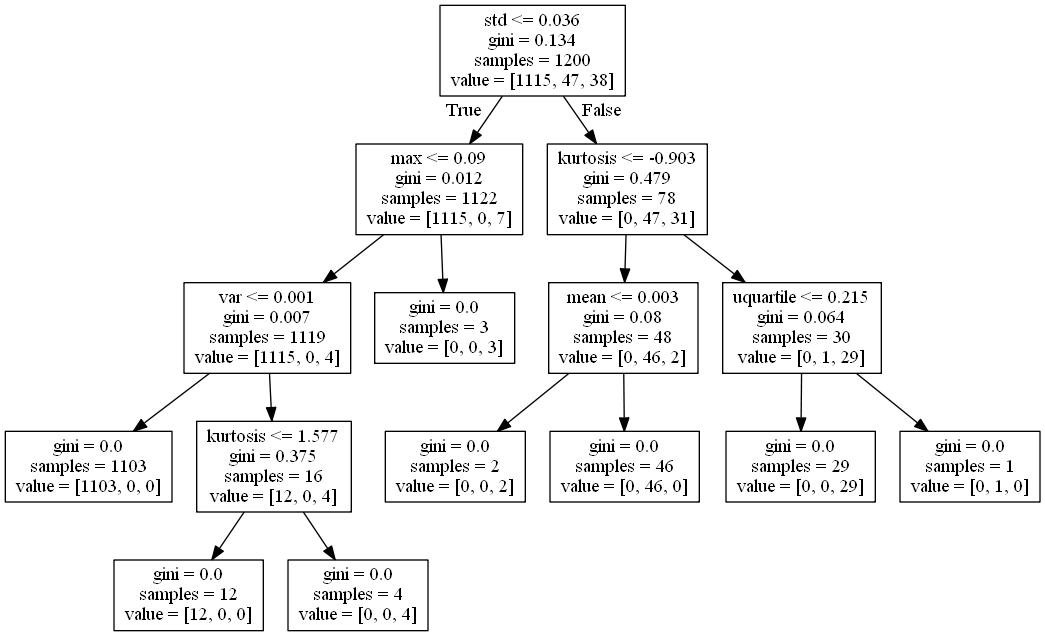 std <= 0.036
gini = 0.134
samples = 1200
value = [1115, 47, 38]
True
False
max <= 0.09
gini = 0.012
samples = 1122
value = [1115, 0, 7]
kurtosis <= -0.903
gini = 0.479
samples = 78
value = [0, 47, 31]
var <= 0.001
gini = 0.007
samples = 1119
value = [1115, 0, 4]
gini = 0.0
samples = 3
value = [0, 0, 3]
mean <= 0.003
gini = 0.08
samples = 48
value = [0, 46, 2]
uquartile <= 0.215
gini = 0.064
samples = 30
value = [0, 1, 29]
gini = 0.0
samples = 1103
value = [1103, 0, 0]
kurtosis <= 1.577
gini = 0.375
samples = 16
value = [12, 0, 4]
gini = 0.0
samples = 2
value = [0, 0, 2]
gini = 0.0
samples = 46
value = [0, 46, 0]
gini = 0.0
samples = 29
value = [0, 0, 29]
gini = 0.0
samples = 1
value = [0, 1, 0]
gini = 0.0
samples = 12
value = [12, 0, 0]
gini = 0.0
samples = 4
value = [0, 0, 4]